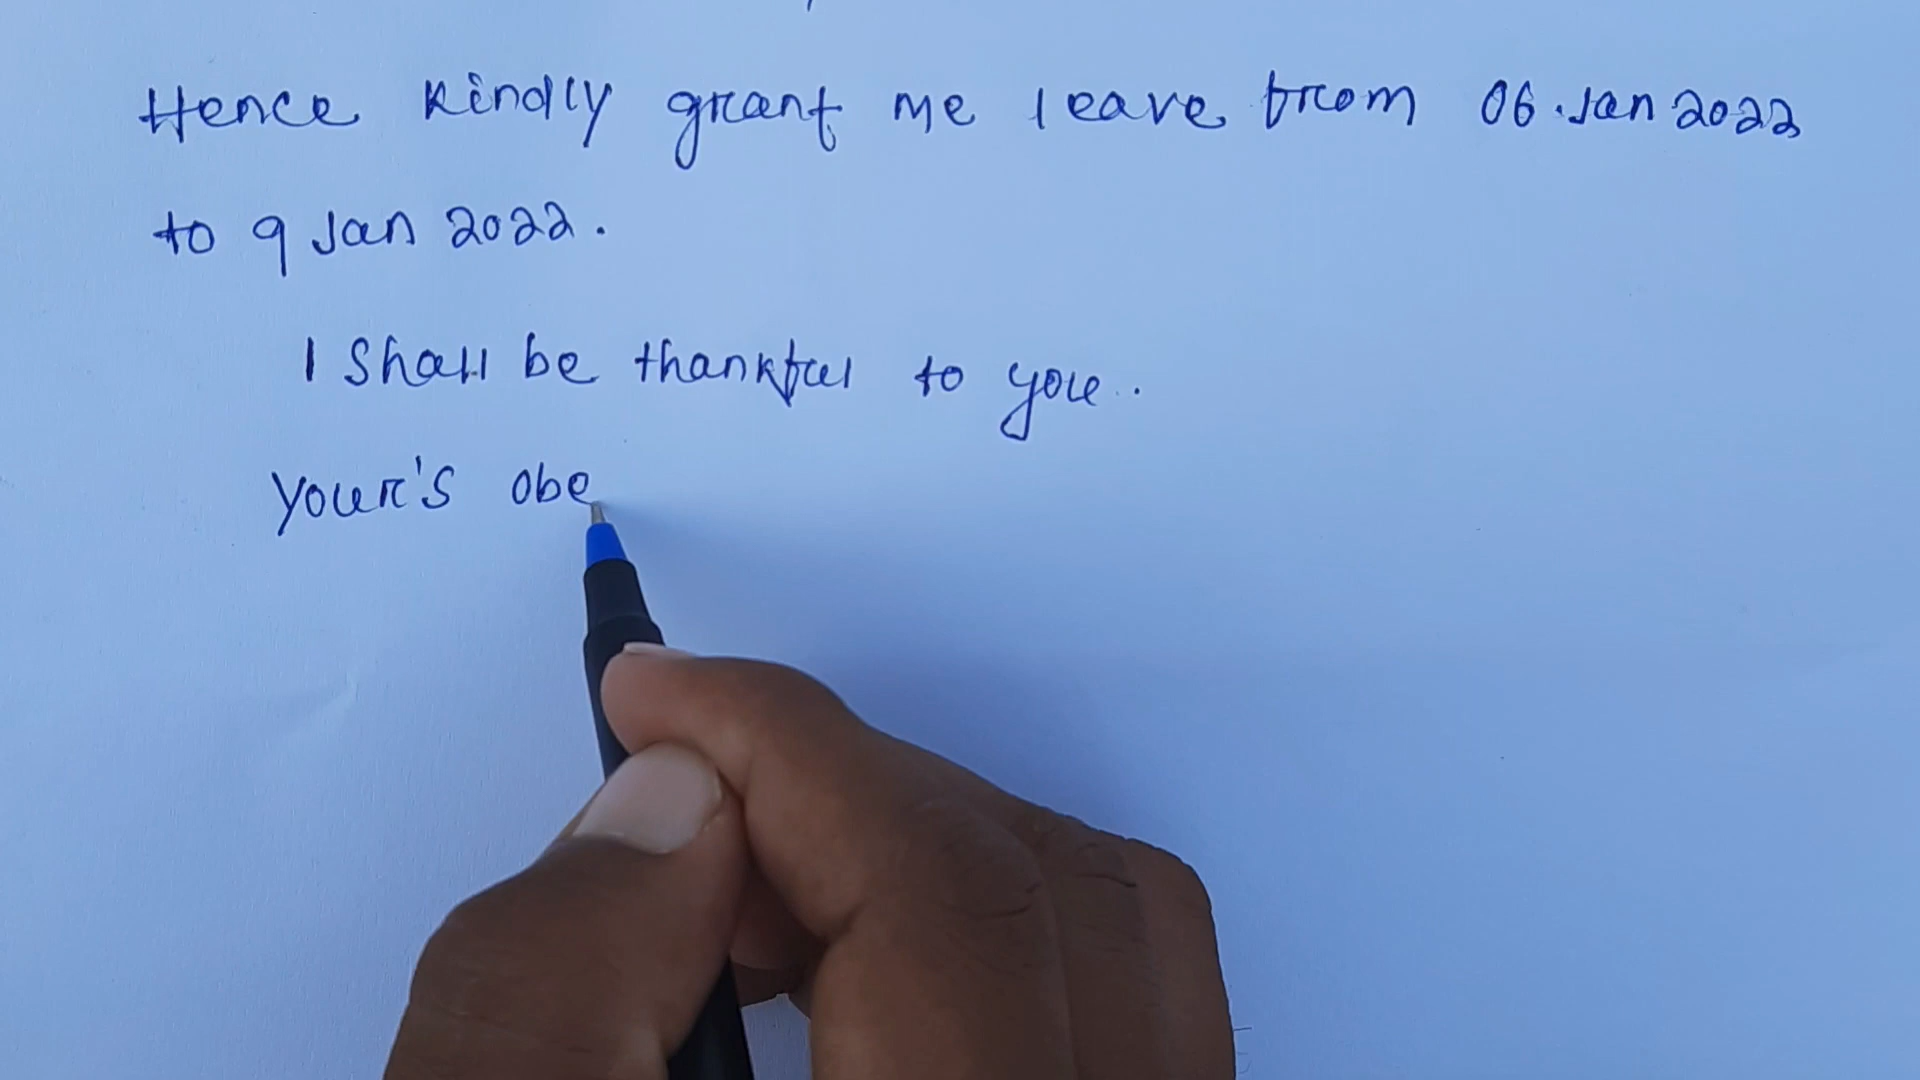 Hence kindly grant me leave from 06 Jan 2022
to 9 Jan 2022.
I shall be thankful to you..
Your's obe